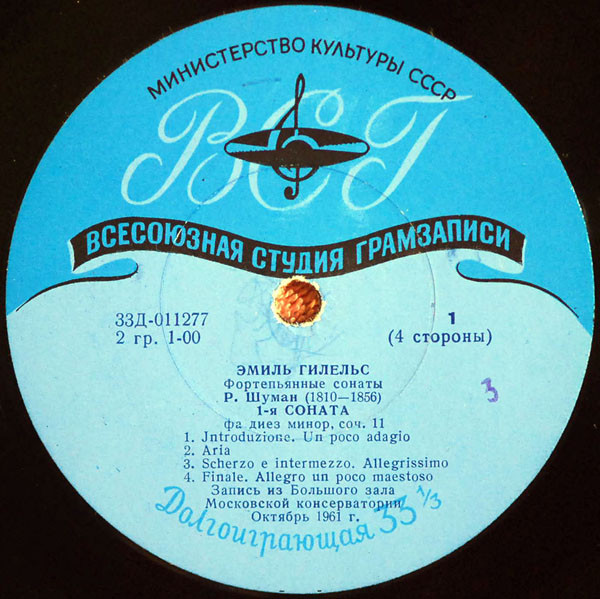 МИНИСТЕРСТВО КУЛЬТУРЫ СССР
ВСГ
ВСЕСОЮЗНАЯ СТУДИЯ ГРАМЗАПИСИ
33Д-011277
2 гр. 1-00
1
(4 стороны)
ЭМИЛЬ ГИЛЕЛЬС
Фортепьянные сонаты
Р. Шуман (1810—1856)
1-я СОНАТА
фа диез минор, соч. 11
1. Jntroduzione. Un poco adagio
2. Aria
3. Scherzo e intermezzo. Allegrissimo
4. Finale. Allegro un poco maestoso
Запись из Большого зала
Московской консерватории
Октябрь 1961 г.
Долгоиграющая 33 1/3
3